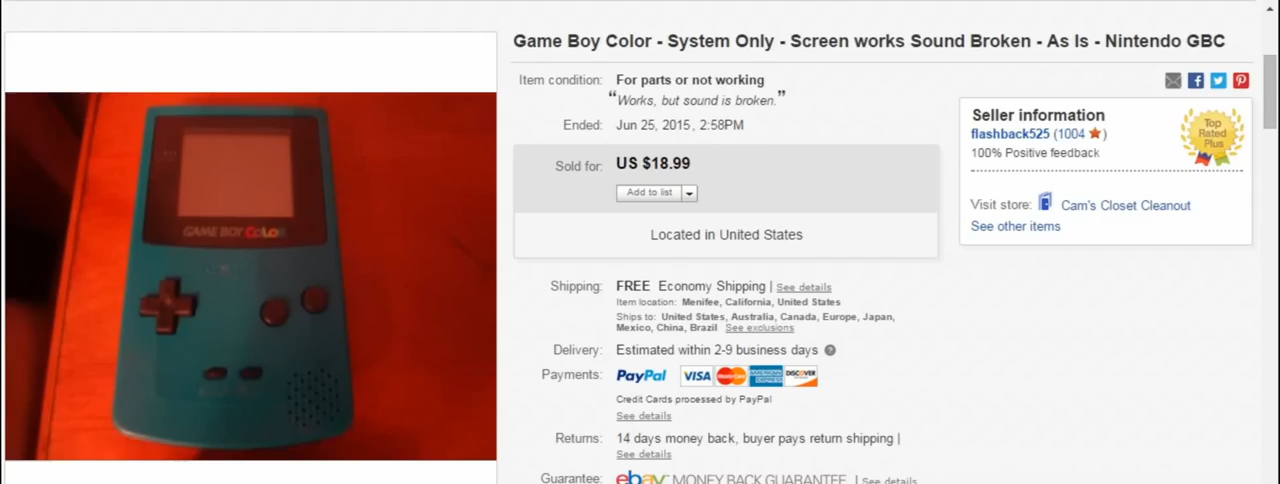 Game Boy Color - System Only - Screen works Sound Broken - As Is - Nintendo GBC
Item condition: For parts or not working
“Works, but sound is broken.”
Ended: Jun 25, 2015 , 2:58PM
Sold for: US $18.99
Add to list
Located in United States
Shipping: FREE Economy Shipping | See details
Item location: Menifee, California, United States
Ships to: United States, Australia, Canada, Europe, Japan,
Mexico, China, Brazil See exclusions
Delivery: Estimated within 2-9 business days ?
Payments: PayPal VISA MasterCard AMERICAN EXPRESS DISCOVER
Credit Cards processed by PayPal
See details
Returns: 14 days money back, buyer pays return shipping |
See details
Guarantee: ebay MONEY BACK GUARANTEE | See details
Seller information
flashback525 (1004 )
100% Positive feedback
Top
Rated
Plus
Visit store: Cam's Closet Cleanout
See other items
GAME BOY COLOR